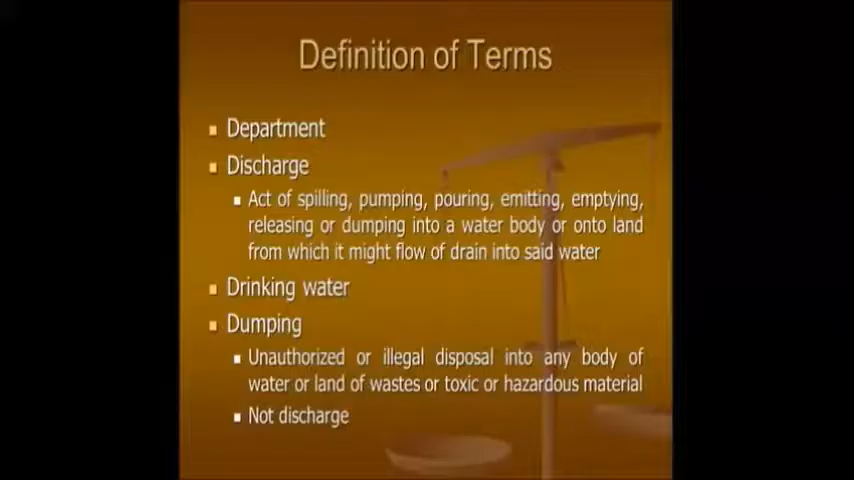 Definition of Terms
Department
Discharge
Act of spilling, pumping, pouring, emitting, emptying,
releasing or dumping into a water body or onto land
from which it might flow of drain into said water
Drinking water
Dumping
Unauthorized or illegal disposal into any body of
water or land of wastes or toxic or hazardous material
Not discharge